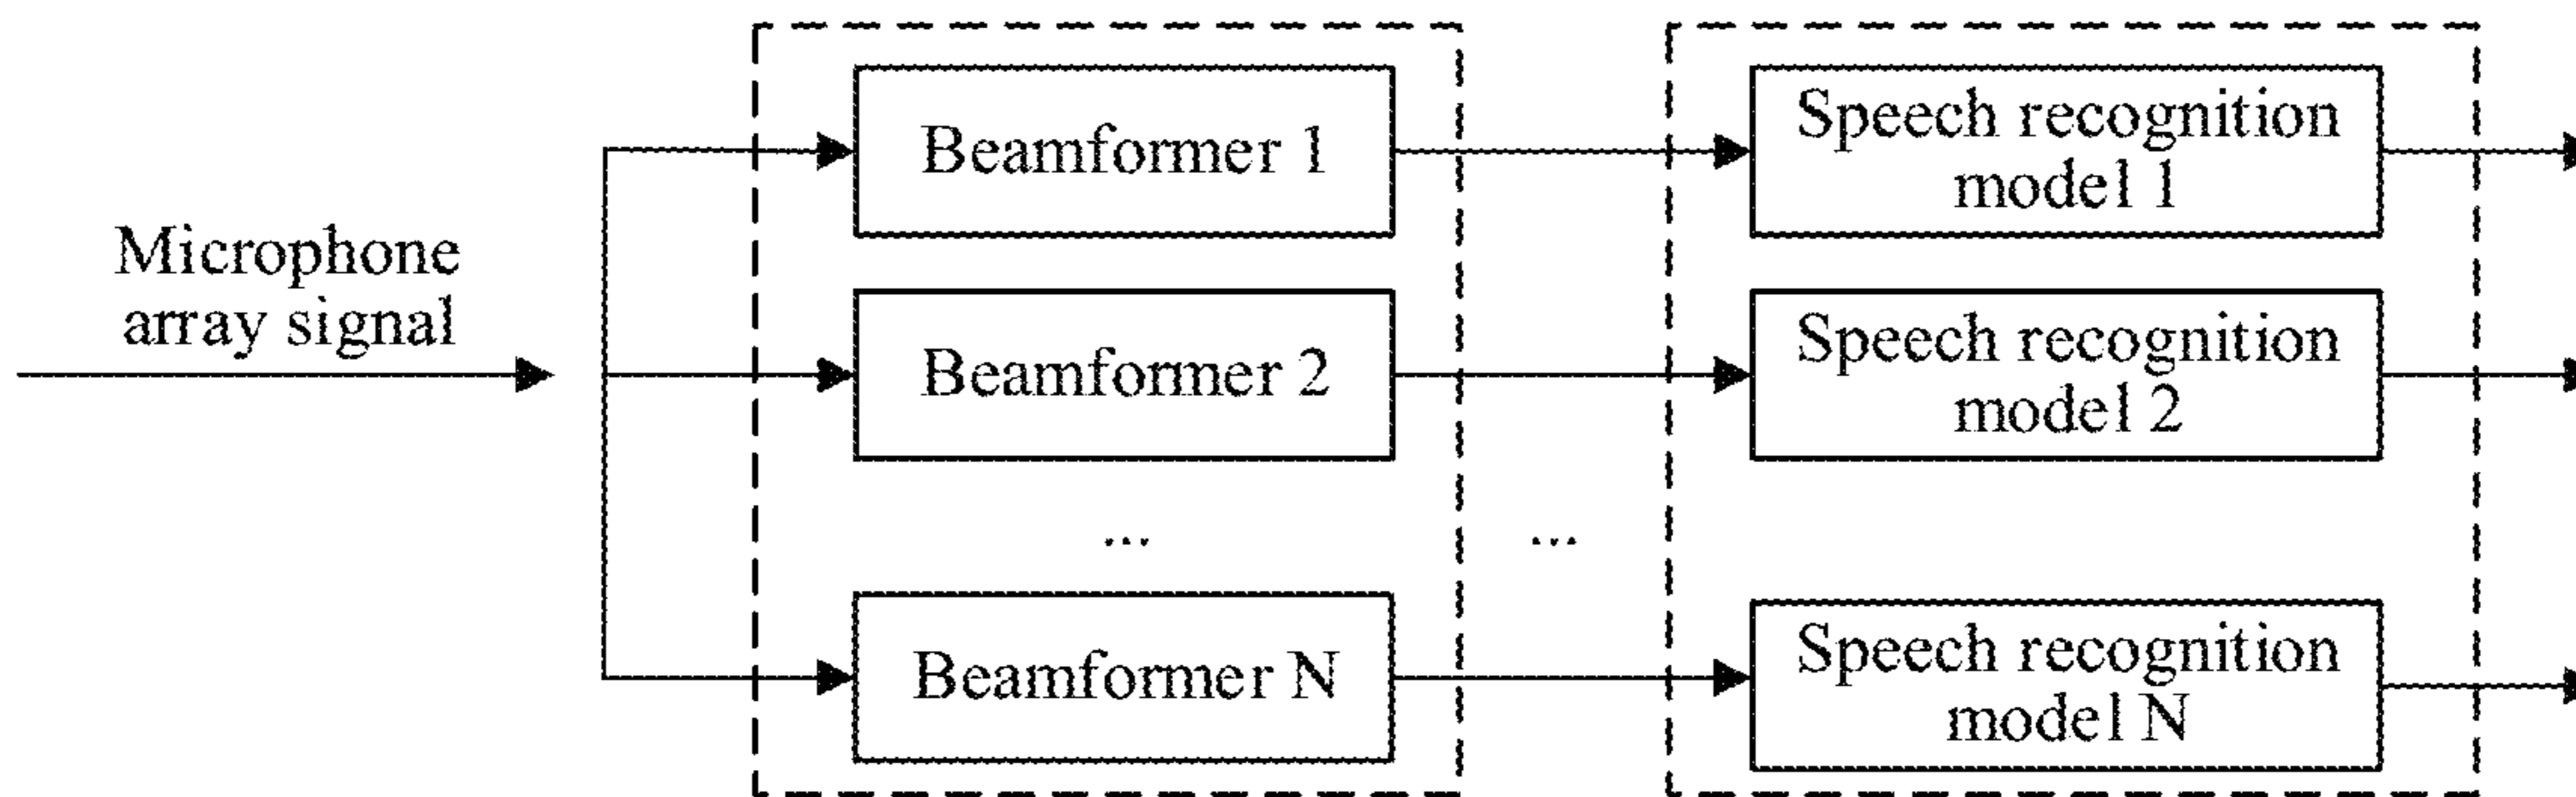 Microphone
array signal
Beamformer 1
Speech recognition
model 1
Beamformer 2
Speech recognition
model 2
...
...
Beamformer N
Speech recognition
model N